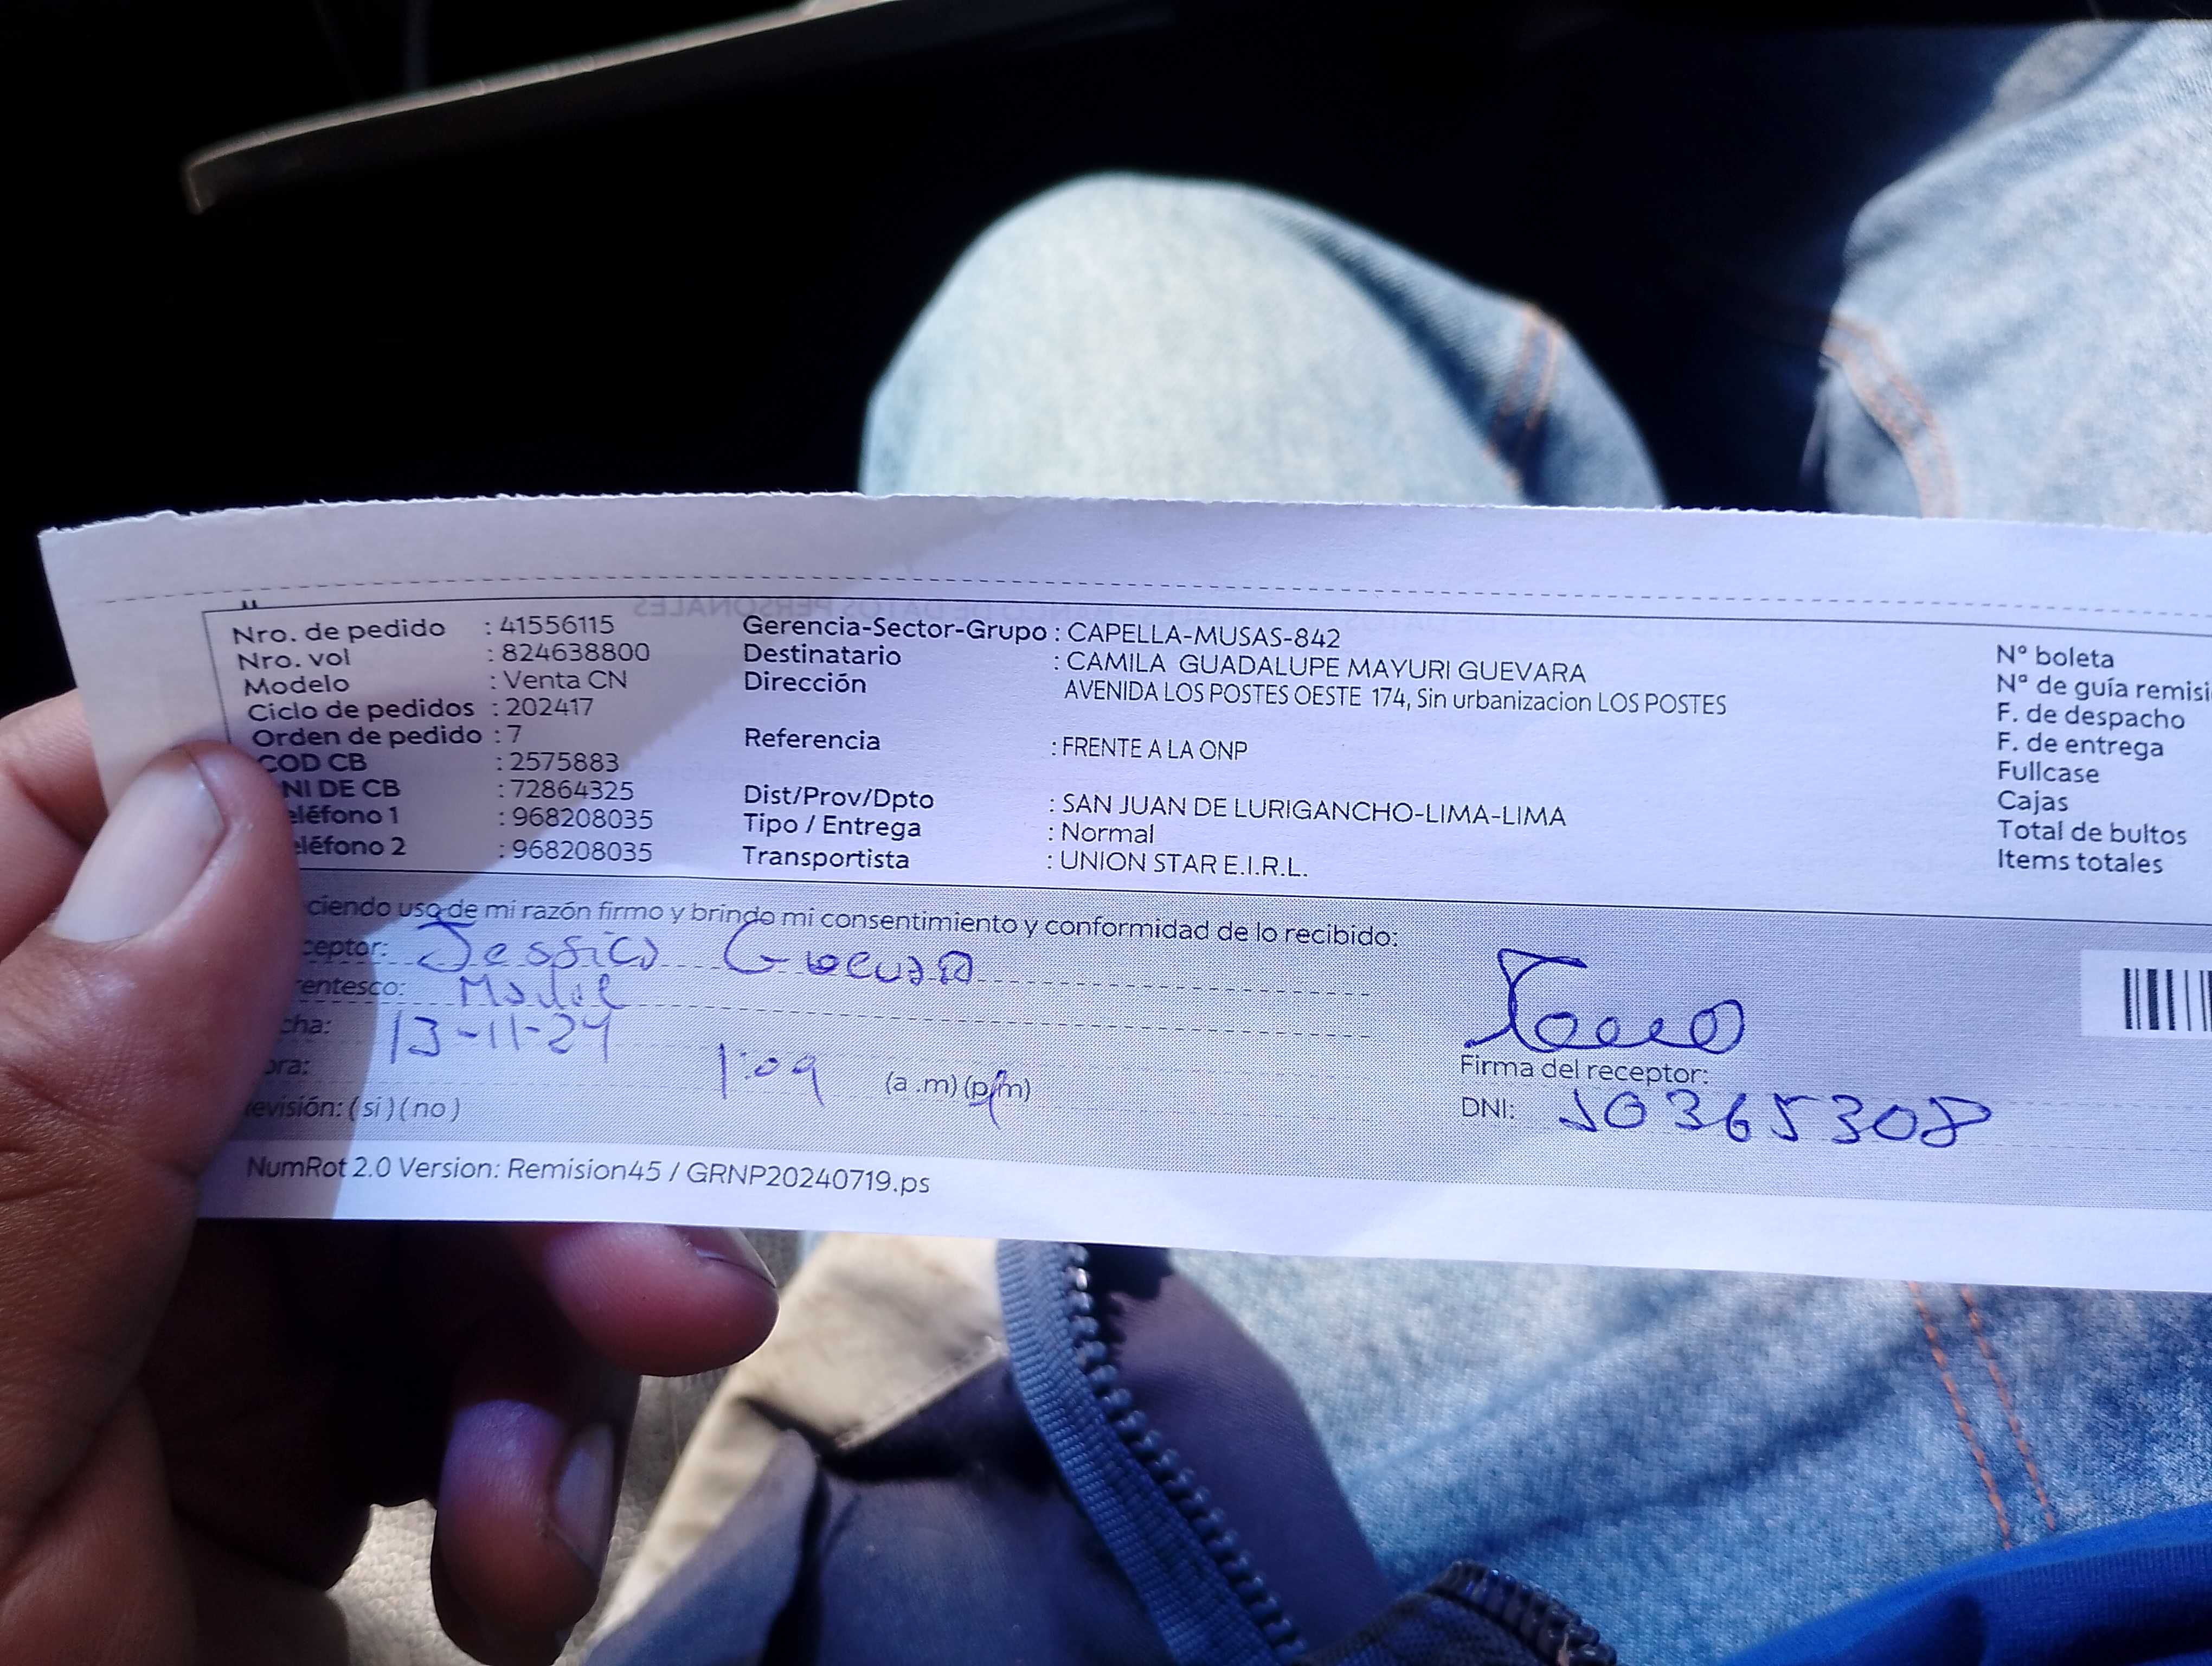 Nro. de pedido : 41556115
Nro. vol : 824638800
Modelo : Venta CN
Ciclo de pedidos : 202417
Orden de pedido : 7
COD CB : 2575883
NI DE CB : 72864325
eléfono 1 : 968208035
eléfono 2 : 968208035
Gerencia-Sector-Grupo : CAPELLA-MUSAS-842
Destinatario : CAMILA GUADALUPE MAYURI GUEVARA
Dirección AVENIDA LOS POSTES OESTE 174, Sin urbanizacion LOS POSTES
Referencia : FRENTE A LA ONP
Dist/Prov/Dpto : SAN JUAN DE LURIGANCHO-LIMA-LIMA
Tipo / Entrega : Normal
Transportista : UNION STAR E.I.R.L.
N° boleta
N° de guía remisi
F. de despacho
F. de entrega
Fullcase
Cajas
Total de bultos
Items totales
ciendo uso de mi razón firmo y brindo mi consentimiento y conformidad de lo recibido:
ceptor: Jessica Guevara
rentesco: Madre
cha: 13-11-24
ora: 1:09 (a .m) (p.m)
evisión: ( si ) ( no )
Firma del receptor:
DNI: 10365308
NumRot 2.0 Version: Remision45 / GRNP20240719.ps